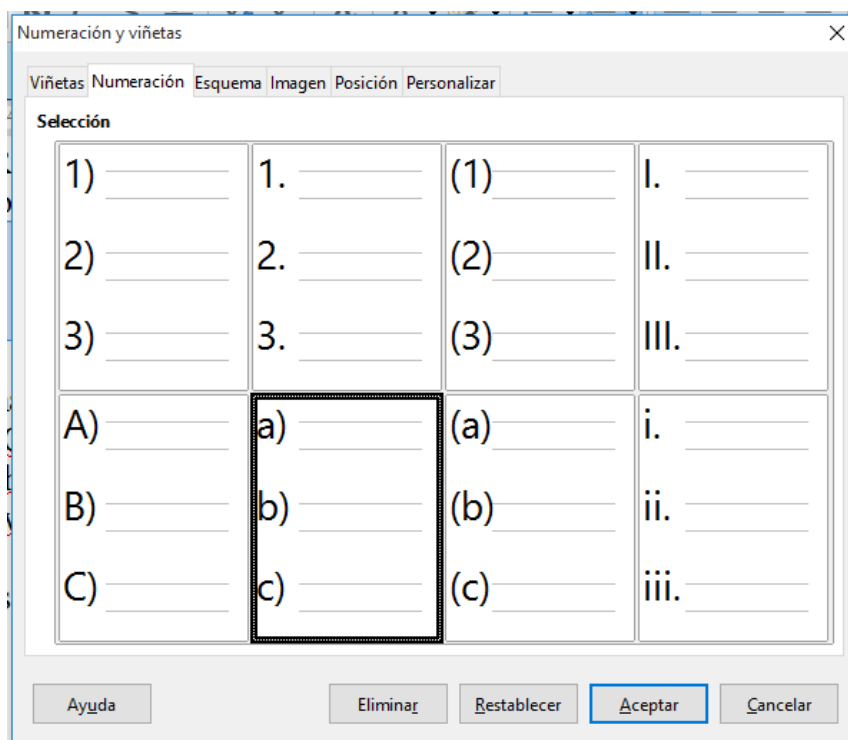 Numeración y viñetas
Viñetas Numeración Esquema Imagen Posición Personalizar
Selección
1) 1. (1) I.
2) 2. (2) II.
3) 3. (3) III.
A) a) (a) i.
B) b) (b) ii.
C) c) (c) iii.
Ayuda Eliminar Restablecer Aceptar Cancelar